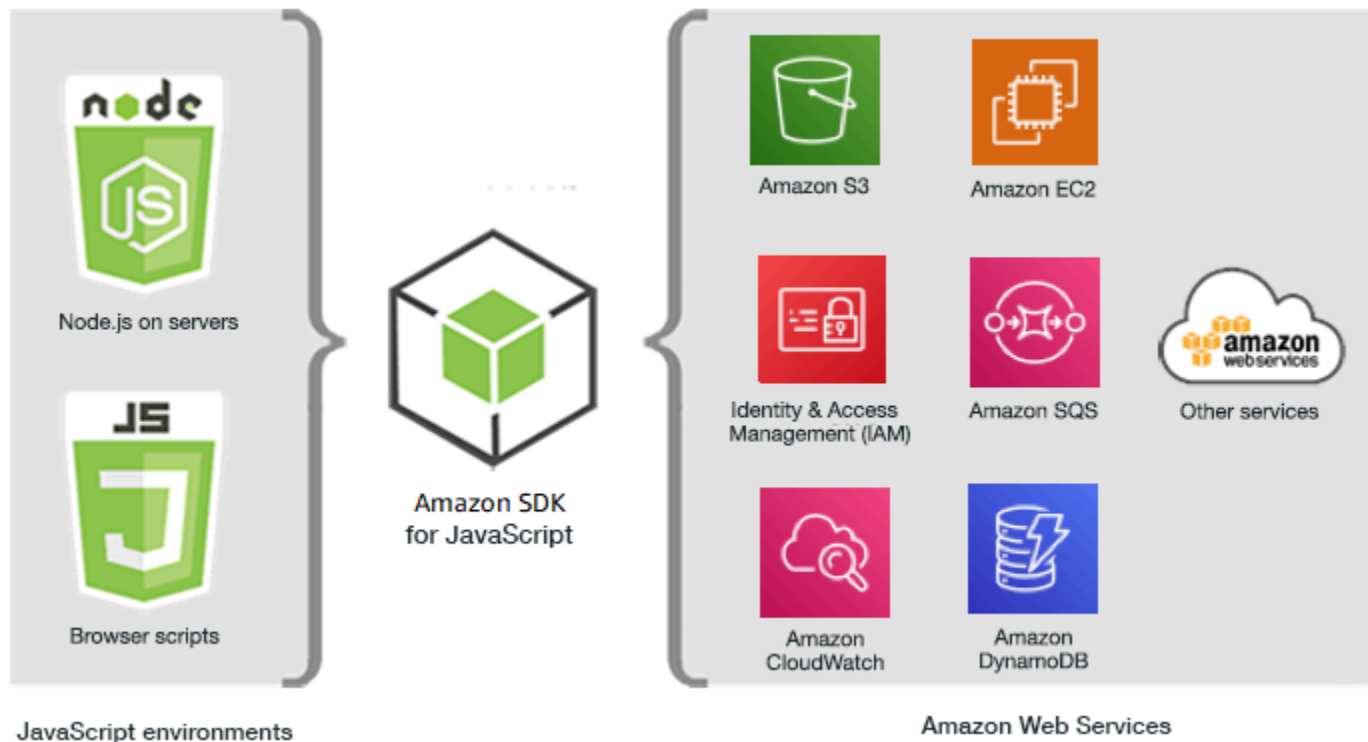 node
JS
Node.js on servers
JS
Browser scripts
JavaScript environments
Amazon SDK
for JavaScript
Amazon S3
Amazon EC2
Identity & Access
Management (IAM)
Amazon SQS
amazon
webservices
Other services
Amazon
CloudWatch
Amazon
DynamoDB
Amazon Web Services